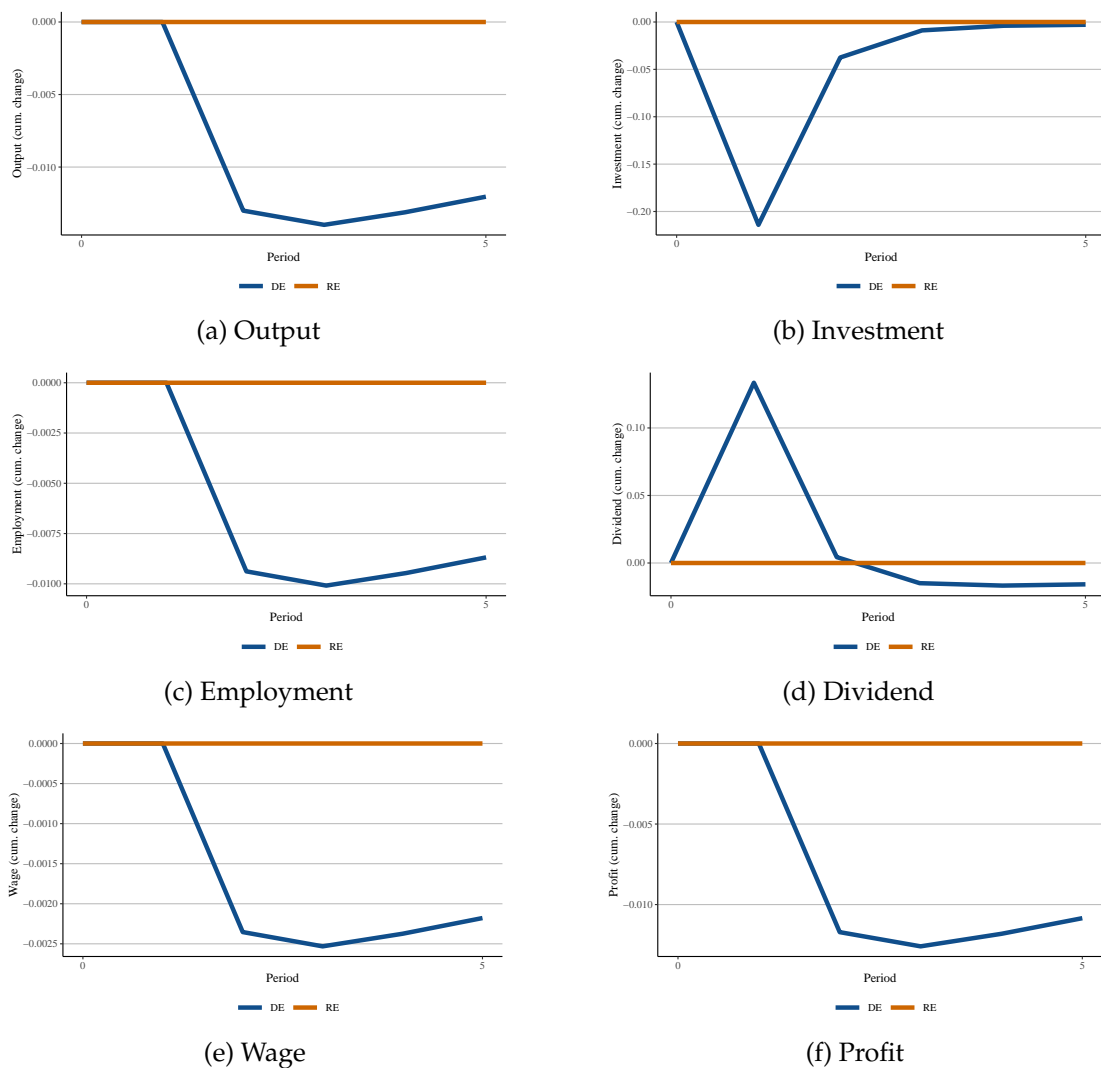 0.000
−0.005
−0.010
Output (cum. change)
0
5
Period
DE
RE
(a) Output
0.00
−0.05
−0.10
−0.15
−0.20
Investment (cum. change)
0
5
Period
DE
RE
(b) Investment
0.0000
−0.0025
−0.0050
−0.0075
−0.0100
Employment (cum. change)
0
5
Period
DE
RE
(c) Employment
0.10
0.05
0.00
Dividend (cum. change)
0
5
Period
DE
RE
(d) Dividend
0.0000
−0.0005
−0.0010
−0.0015
−0.0020
−0.0025
Wage (cum. change)
0
5
Period
DE
RE
(e) Wage
0.000
−0.005
−0.010
Profit (cum. change)
0
5
Period
DE
RE
(f) Profit